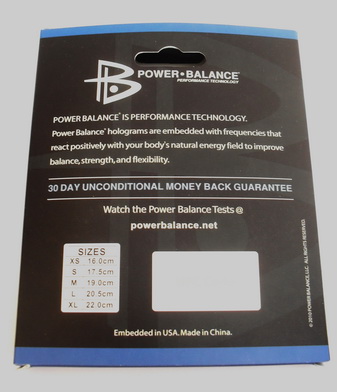 POWER • BALANCE®
PERFORMANCE TECHNOLOGY
POWER BALANCE® IS PERFORMANCE TECHNOLOGY.
Power Balance® holograms are embedded with frequencies that
react positively with your body's natural energy field to improve
balance, strength, and flexibility.
30 DAY UNCONDITIONAL MONEY BACK GUARANTEE
Watch the Power Balance Tests @
powerbalance.net
SIZES
XS 16.0cm
S 17.5cm
M 19.0cm
L 20.5cm
XL 22.0cm
Embedded in USA. Made in China.
© 2010 POWER BALANCE, LLC ALL RIGHTS RESERVED